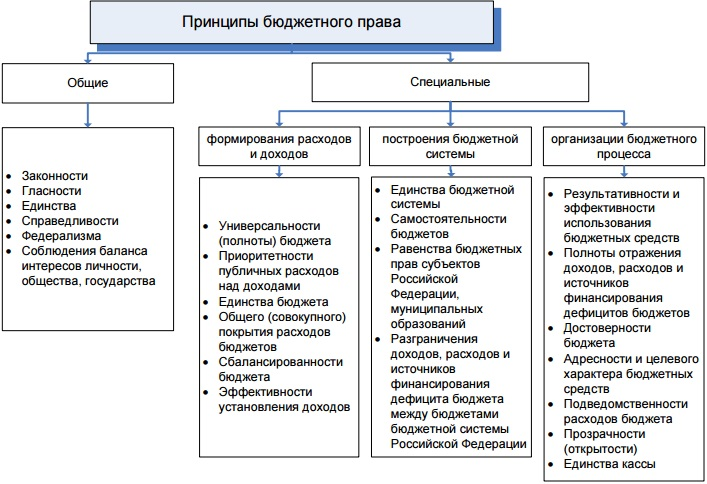 Принципы бюджетного права
Общие
Специальные
• Законности
• Гласности
• Единства
• Справедливости
• Федерализма
• Соблюдения баланса
интересов личности,
общества, государства
формирования расходов
и доходов
• Универсальности
(полноты) бюджета
• Приоритетности
публичных расходов
над доходами
• Единства бюджета
• Общего (совокупного)
покрытия расходов
бюджетов
• Сбалансированности
бюджета
• Эффективности
установления доходов
построения бюджетной
системы
• Единства бюджетной
системы
• Самостоятельности
бюджетов
• Равенства бюджетных
прав субъектов
Российской
Федерации,
муниципальных
образований
• Разграничения
доходов, расходов и
источников
финансирования
дефицита бюджета
между бюджетами
бюджетной системы
Российской Федерации
организации бюджетного
процесса
• Результативности и
эффективности
использования
бюджетных средств
• Полноты отражения
доходов, расходов и
источников
финансирования
дефицитов бюджетов
• Достоверности
бюджета
• Адресности и целевого
характера бюджетных
средств
• Подведомственности
расходов бюджета
• Прозрачности
(открытости)
• Единства кассы